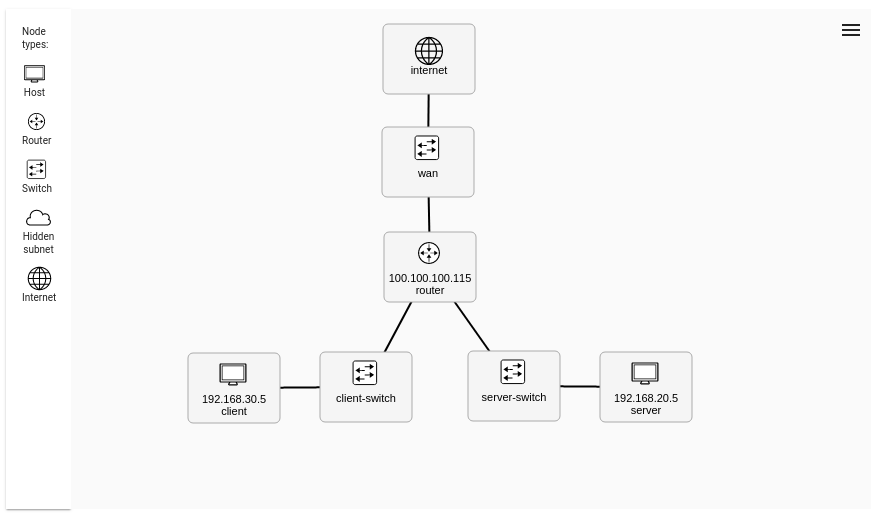 Node
types:
Host
Router
Switch
Hidden
subnet
Internet
internet
wan
100.100.100.115
router
192.168.30.5
client
client-switch
server-switch
192.168.20.5
server